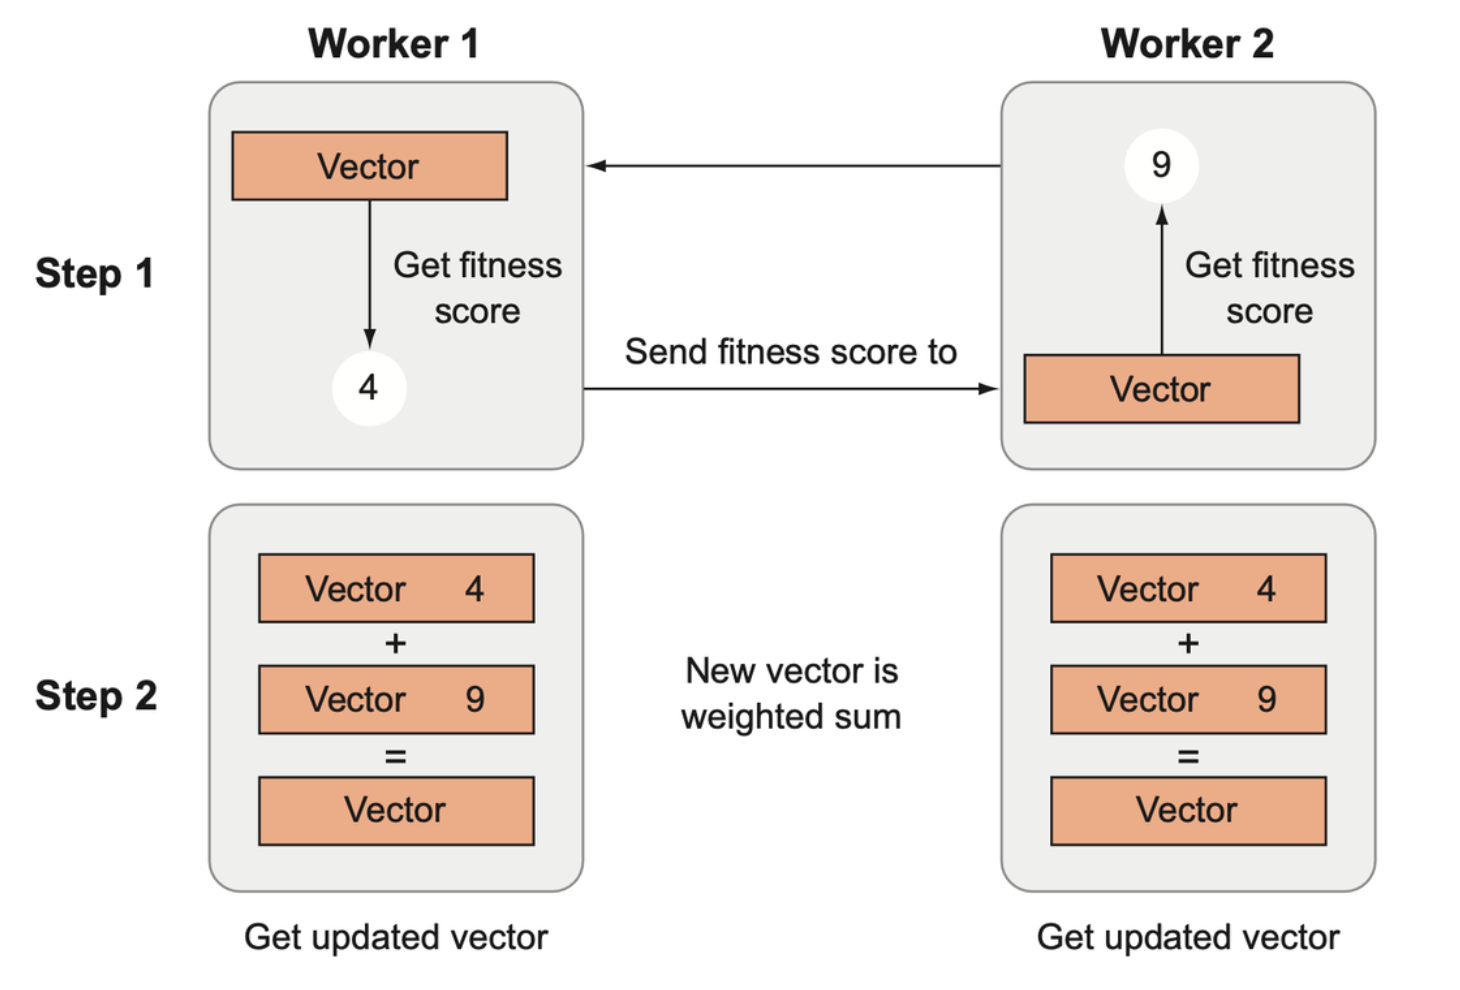 Worker 1
Worker 2
Step 1
Vector
Get fitness
score
4
Send fitness score to
9
Get fitness
score
Vector
Step 2
Vector 4
+
Vector 9
=
Vector
Get updated vector
New vector is
weighted sum
Vector 4
+
Vector 9
=
Vector
Get updated vector